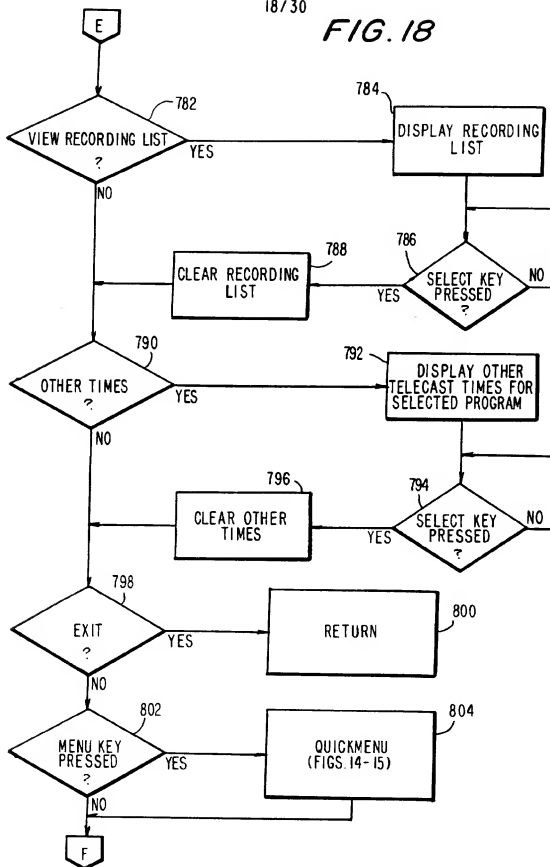 18/30
FIG. 18
E
782
VIEW RECORDING LIST
?
YES
NO
784
DISPLAY RECORDING
LIST
786
SELECT KEY
PRESSED
?
YES
NO
788
CLEAR RECORDING
LIST
790
OTHER TIMES
?
YES
NO
792
DISPLAY OTHER
TELECAST TIMES FOR
SELECTED PROGRAM
794
SELECT KEY
PRESSED
?
YES
NO
796
CLEAR OTHER
TIMES
798
EXIT
?
YES
NO
800
RETURN
802
MENU KEY
PRESSED
?
YES
NO
804
QUICKMENU
(FIGS. 14-15)
F